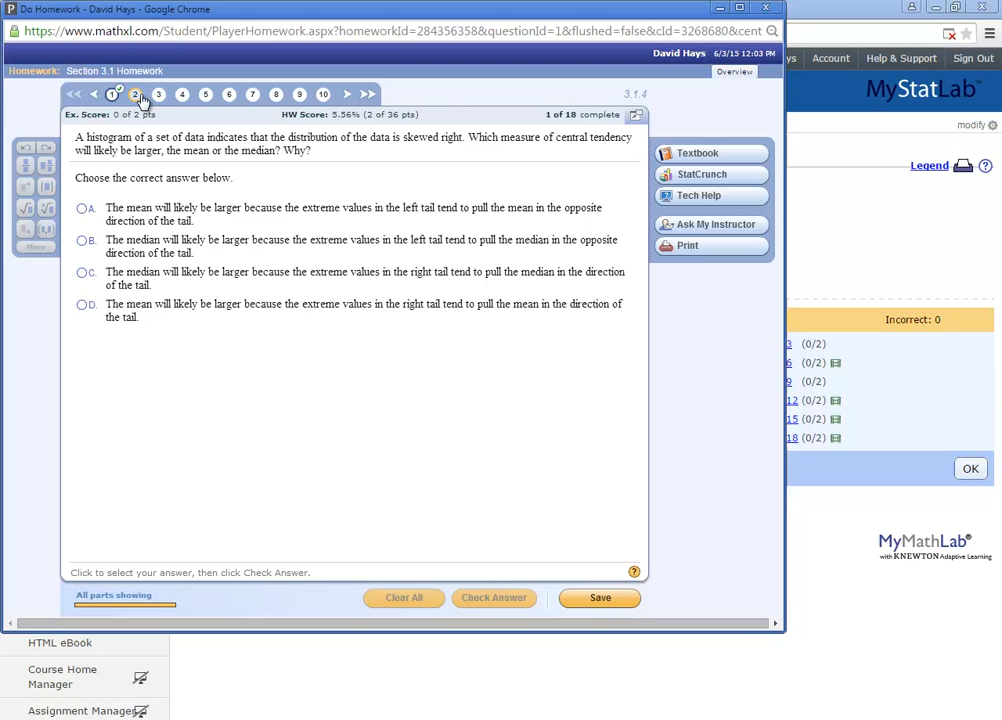 Do Homework - David Hays - Google Chrome
https://www.mathxl.com/Student/PlayerHomework.aspx?homeworkId=284356358&questionId=1&flushed=false&cId=3268680&cent
David Hays 6/3/15 12:03 PM
Homework: Section 3.1 Homework
Overview
1 2 3 4 5 6 7 8 9 10
3.1.4
Ex. Score: 0 of 2 pts
HW Score: 5.56% (2 of 36 pts)
1 of 18 complete
A histogram of a set of data indicates that the distribution of the data is skewed right. Which measure of central tendency
will likely be larger, the mean or the median? Why?
Choose the correct answer below.
A. The mean will likely be larger because the extreme values in the left tail tend to pull the mean in the opposite
direction of the tail.
B. The median will likely be larger because the extreme values in the left tail tend to pull the median in the opposite
direction of the tail.
C. The median will likely be larger because the extreme values in the right tail tend to pull the median in the direction
of the tail.
D. The mean will likely be larger because the extreme values in the right tail tend to pull the mean in the direction of
the tail.
More
Textbook
StatCrunch
Tech Help
Ask My Instructor
Print
Click to select your answer, then click Check Answer.
?
All parts showing
Clear All
Check Answer
Save
ys
Account
Help & Support
Sign Out
MyStatLab™
modify
Legend
?
Incorrect: 0
3 (0/2)
6 (0/2)
9 (0/2)
12 (0/2)
15 (0/2)
18 (0/2)
OK
MyMathLab®
with KNEWTON Adaptive Learning
HTML eBook
Course Home
Manager
Assignment Manager